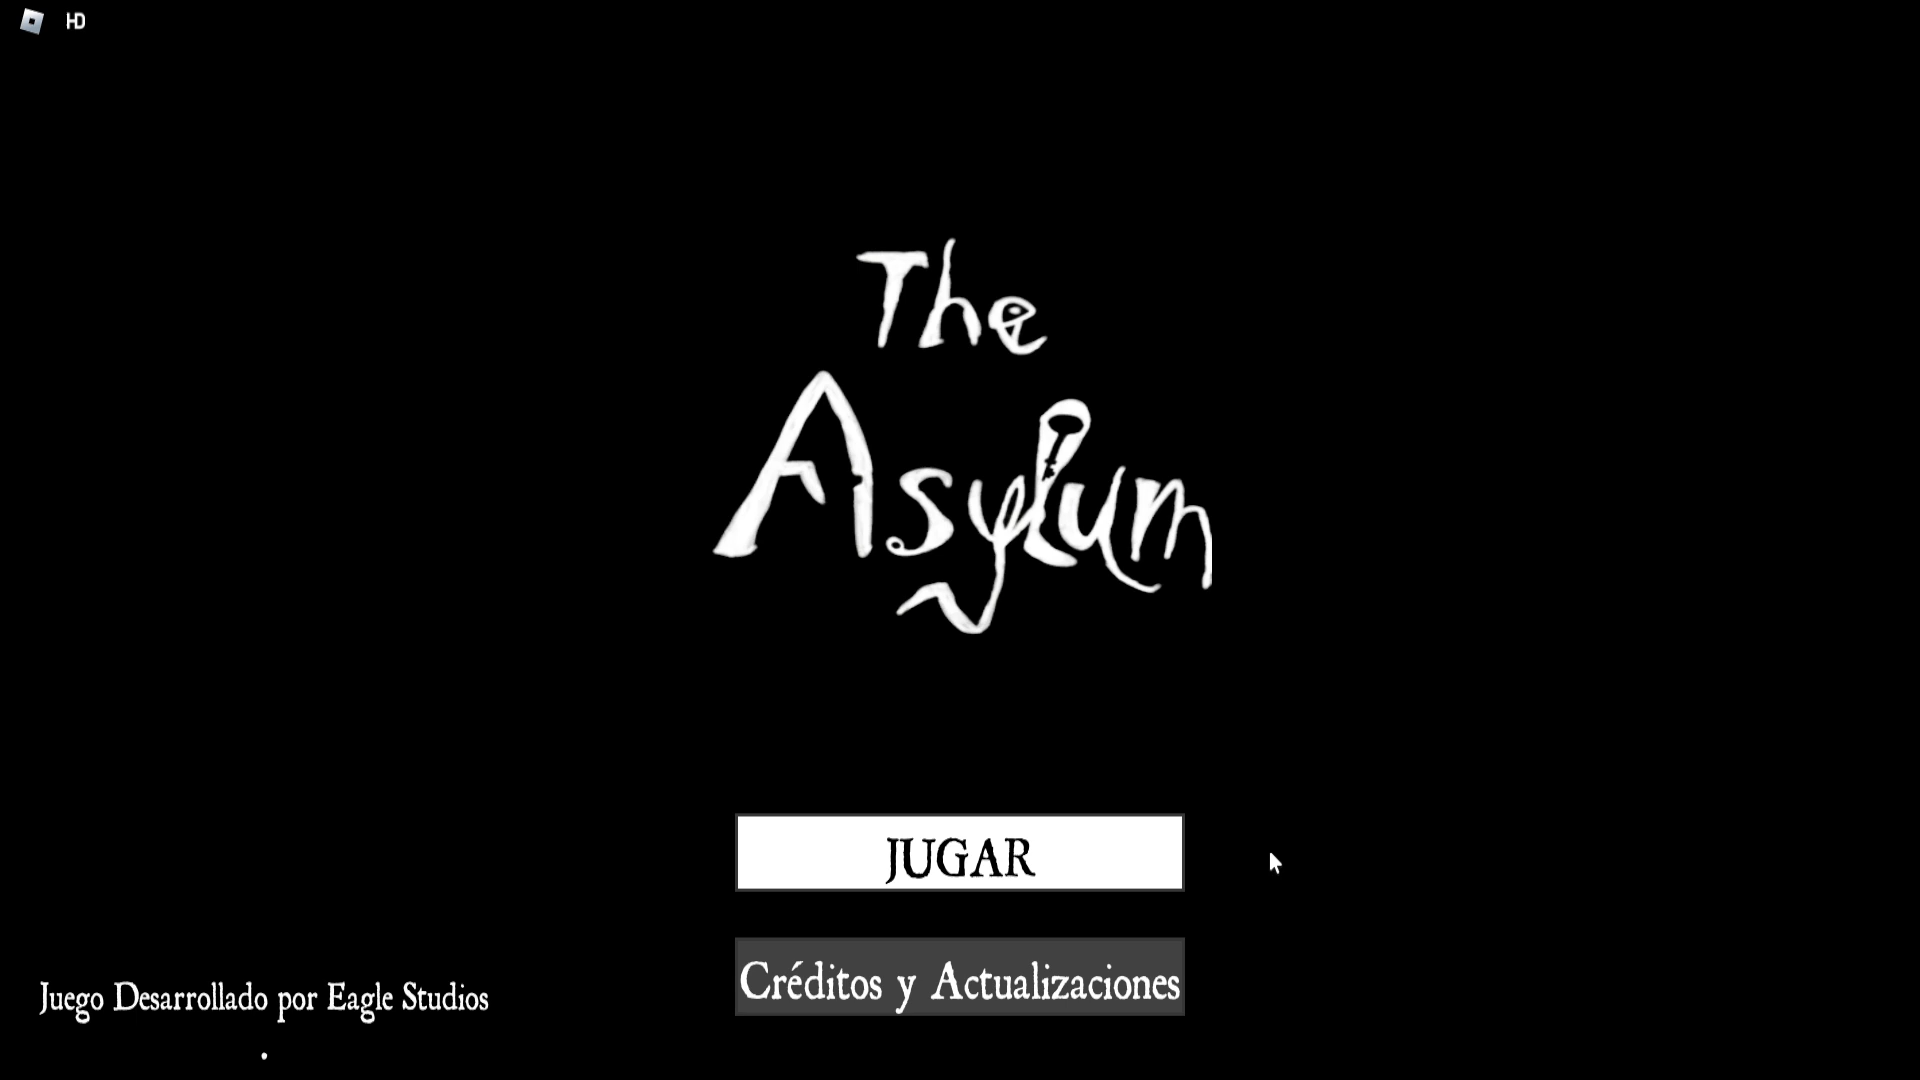 HD
The
Asylum
JUGAR
Créditos y Actualizaciones
Juego Desarrollado por Eagle Studios
.